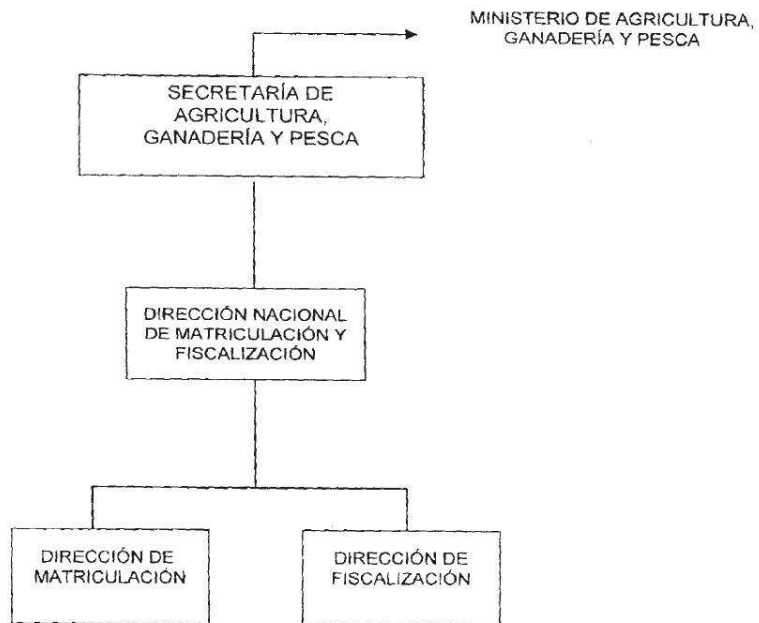 MINISTERIO DE AGRICULTURA,
GANADERÍA Y PESCA
SECRETARÍA DE
AGRICULTURA,
GANADERÍA Y PESCA
DIRECCIÓN NACIONAL
DE MATRICULACIÓN Y
FISCALIZACIÓN
DIRECCIÓN DE
MATRICULACIÓN
DIRECCIÓN DE
FISCALIZACIÓN